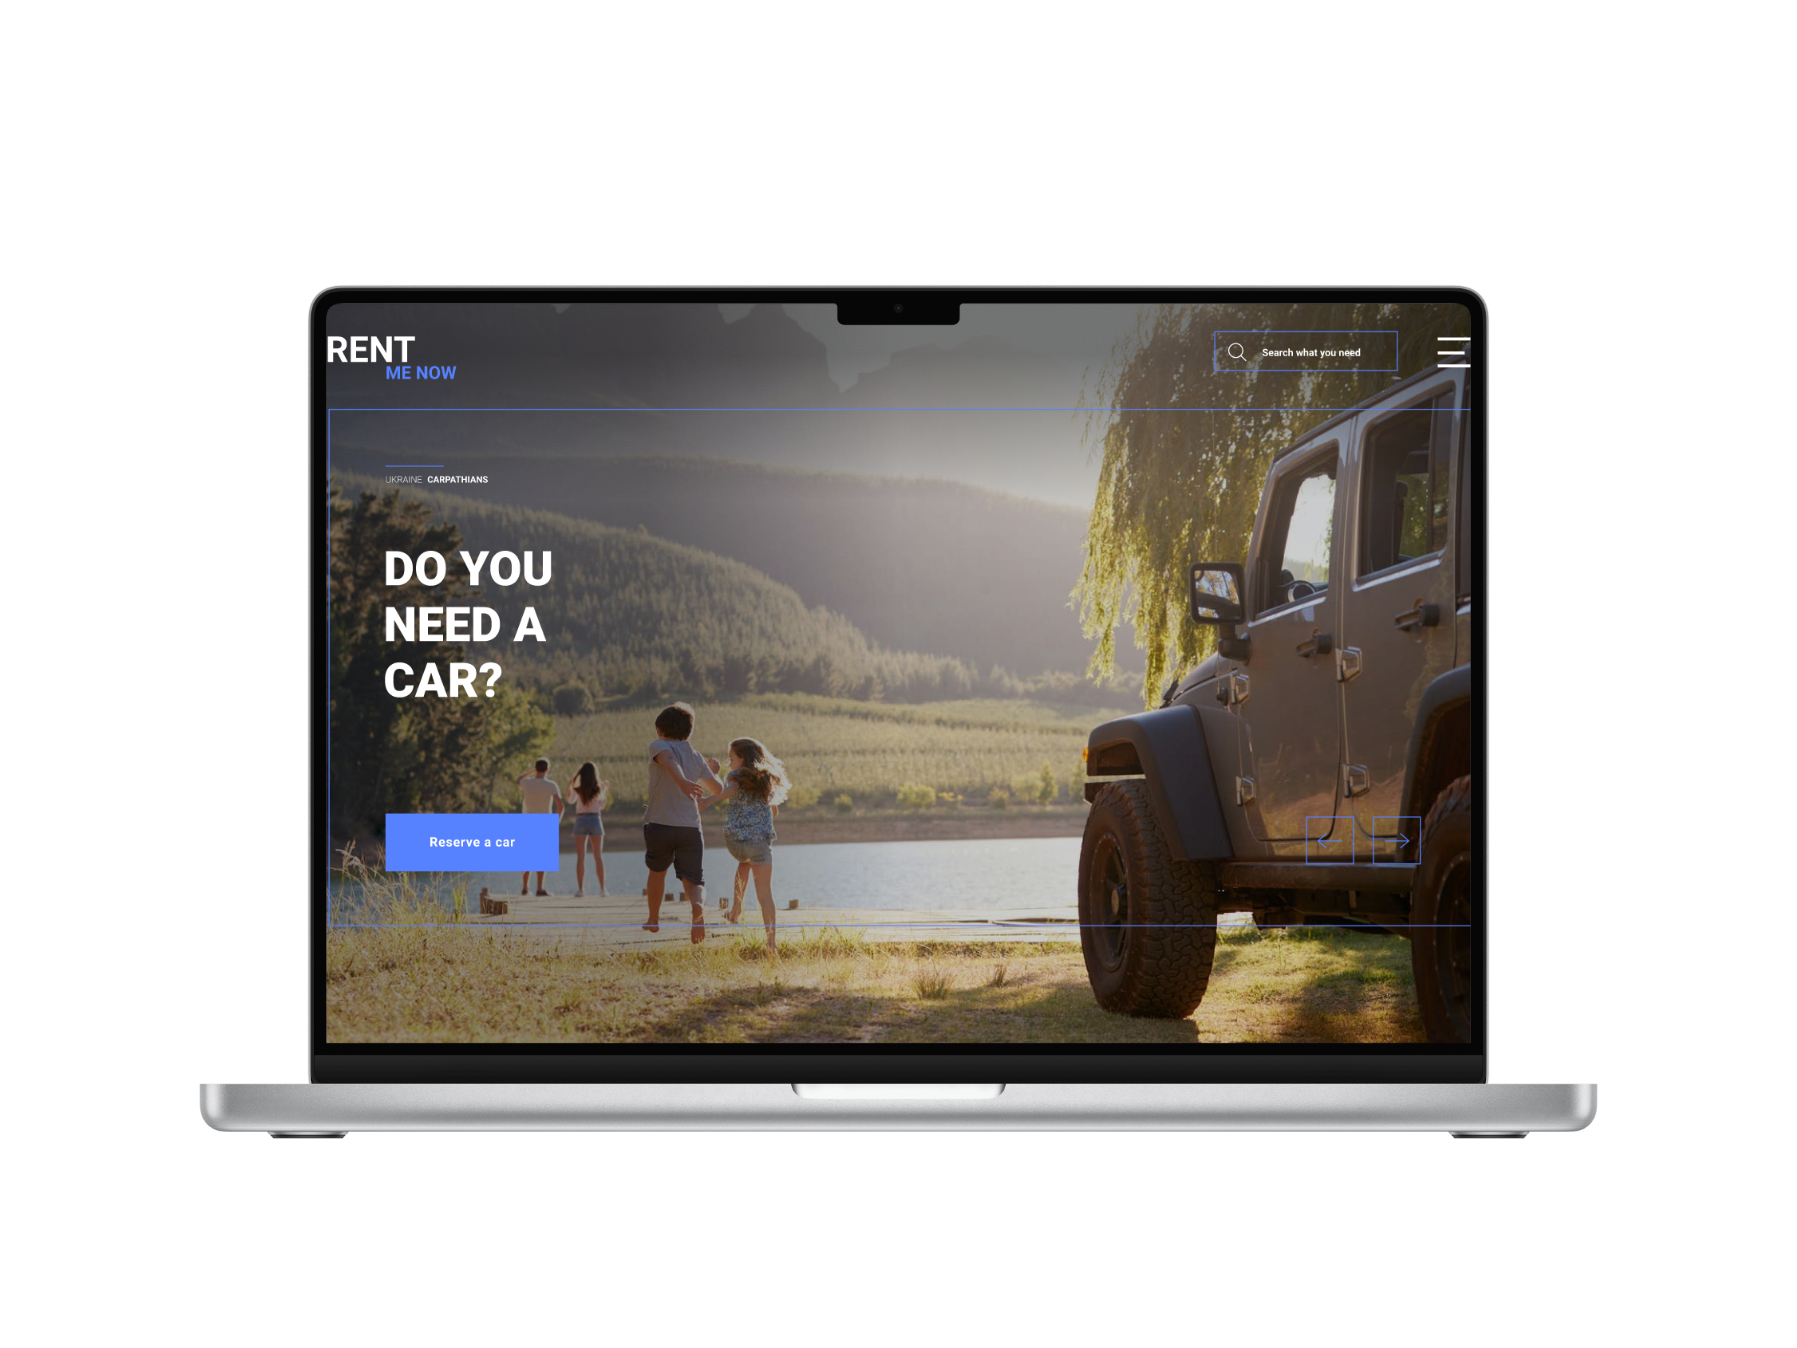 RENT
ME NOW
Search what you need
UKRAINE CARPATHIANS
DO YOU
NEED A
CAR?
Reserve a car